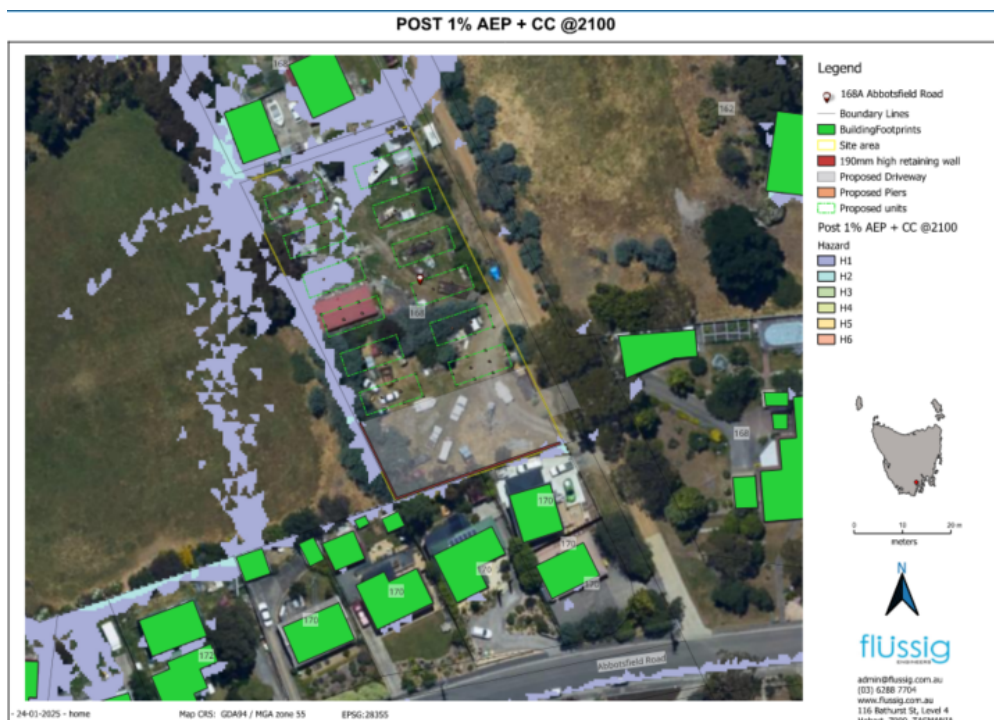 POST 1% AEP + CC @2100
Legend
168A Abbotsfield Road
Boundary Lines
BuildingFootprints
Site area
190mm high retaining wall
Proposed Driveway
Proposed Piers
Proposed units
Post 1% AEP + CC @2100
Hazard
H1
H2
H3
H4
H5
H6
162
168
168
170
170
170
170
170
172
Abbotsfield Road
0 10 20 m
meters
N
flüssig
ENGINEERS
admin@flussig.com.au
(03) 6288 7704
www.flussig.com.au
116 Bathurst St, Level 4
Hobart, 7000, TASMANIA
- 24-01-2025 - home
Map CRS: GDA94 / MGA zone 55
EPSG:28355